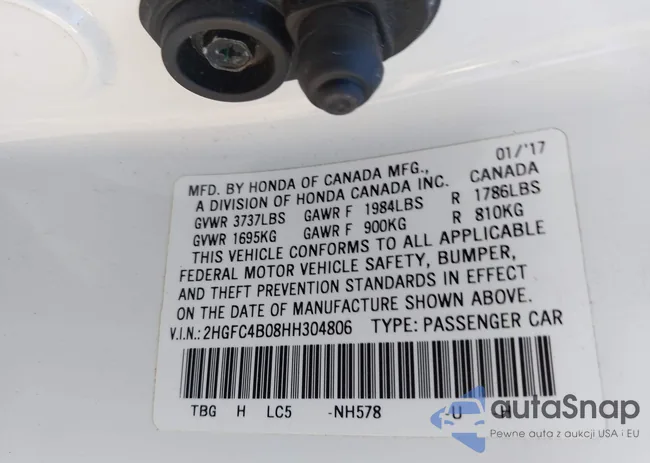 01/'17
MFD. BY HONDA OF CANADA MFG.,
A DIVISION OF HONDA CANADA INC. CANADA
GVWR 3737LBS GAWR F 1984LBS R 1786LBS
GVWR 1695KG GAWR F 900KG R 810KG
THIS VEHICLE CONFORMS TO ALL APPLICABLE
FEDERAL MOTOR VEHICLE SAFETY, BUMPER,
AND THEFT PREVENTION STANDARDS IN EFFECT
ON THE DATE OF MANUFACTURE SHOWN ABOVE.
V.I.N.: 2HGFC4B08HH304806 TYPE: PASSENGER CAR
TBG H LC5 -NH578 -U H
autaSnap
Pewne auta z aukcji USA i EU